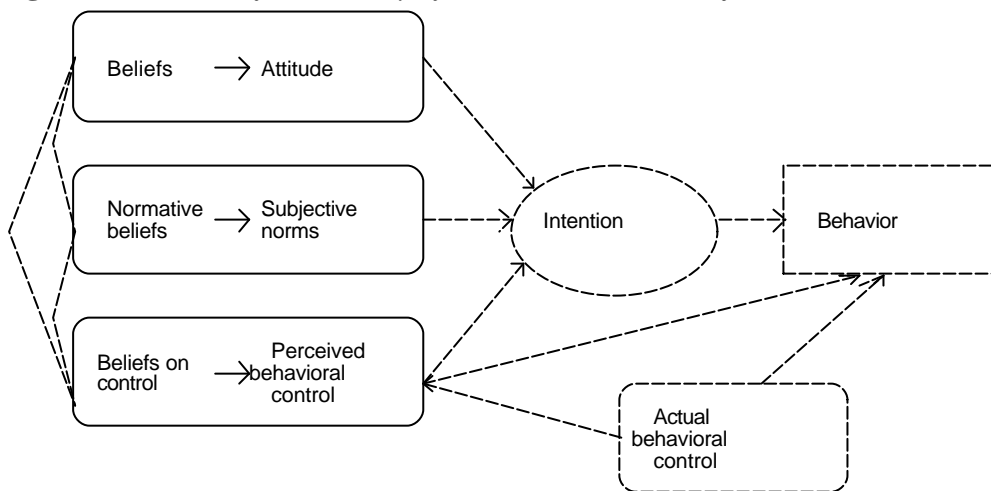 Beliefs
Attitude
Normative
beliefs
Subjective
norms
Beliefs on
control
Perceived
behavioral
control
Intention
Behavior
Actual
behavioral
control